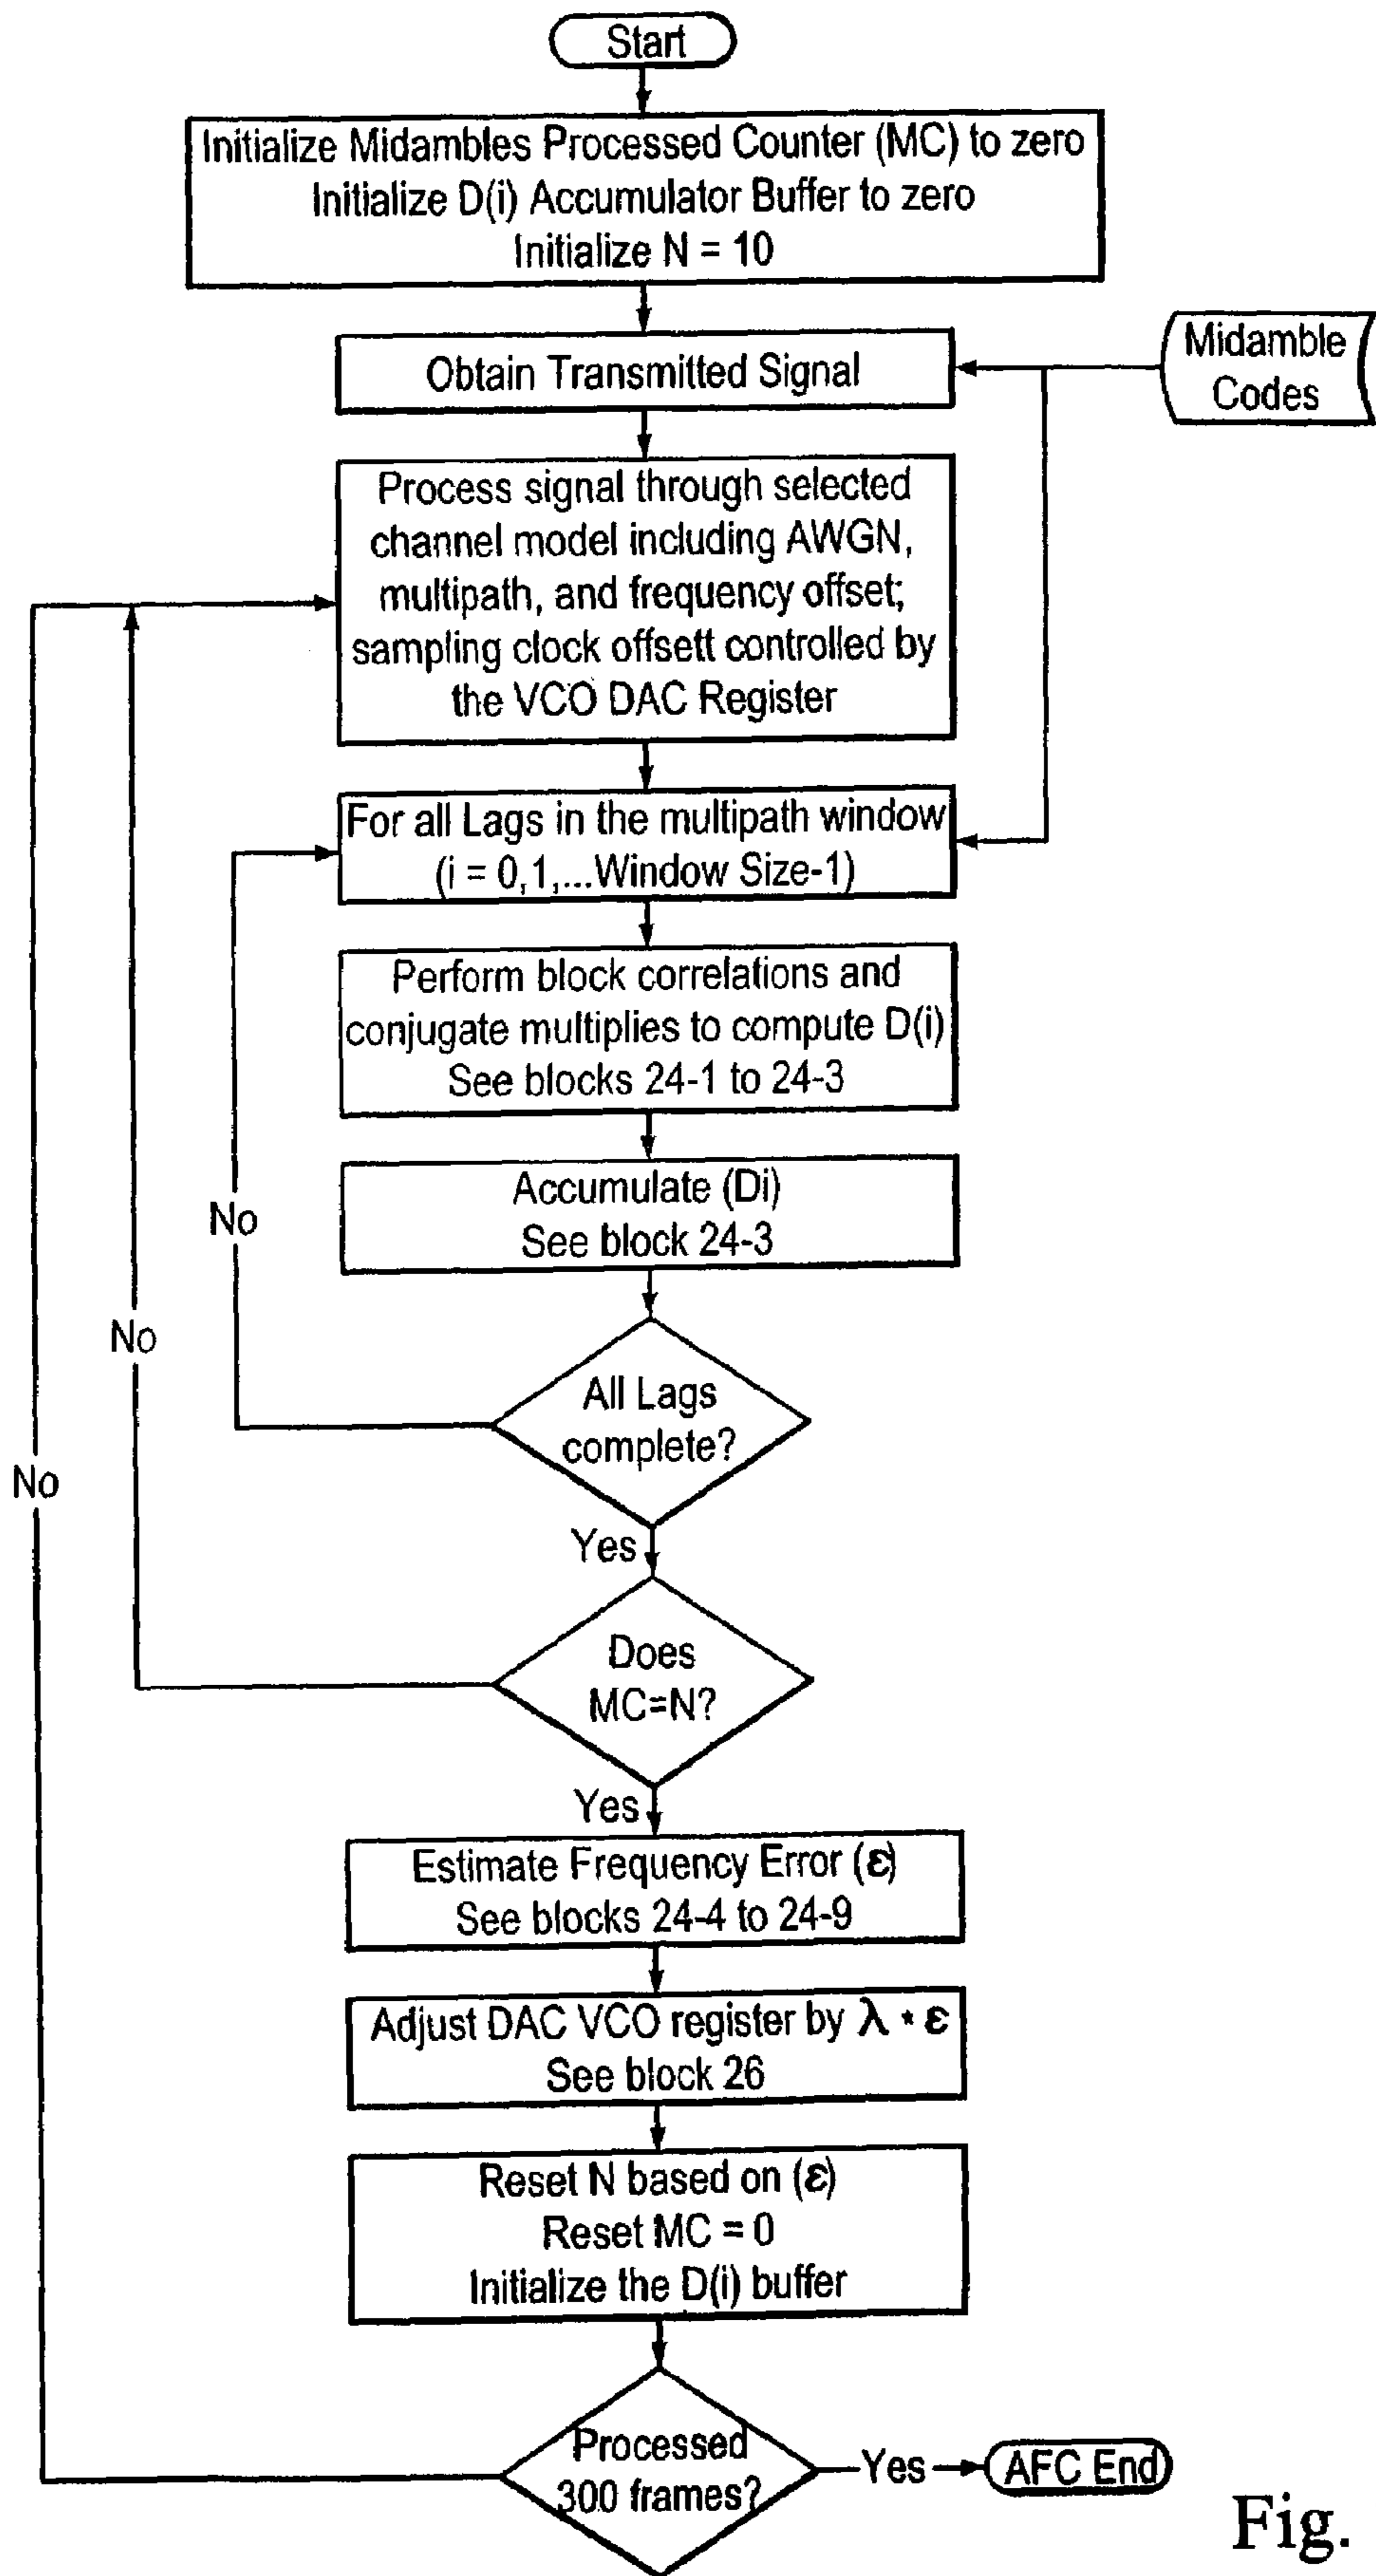 Start
Initialize Midambles Processed Counter (MC) to zero
Initialize D(i) Accumulator Buffer to zero
Initialize N = 10
Obtain Transmitted Signal
Midamble
Codes
Process signal through selected
channel model including AWGN,
multipath, and frequency offset;
sampling clock offsett controlled by
the VCO DAC Register
For all Lags in the multipath window
(i = 0,1,...Window Size-1)
Perform block correlations and
conjugate multiplies to compute D(i)
See blocks 24-1 to 24-3
Accumulate (Di)
See block 24-3
No
No
All Lags
complete?
No
Yes
Does
MC=N?
Yes
Estimate Frequency Error (ε)
See blocks 24-4 to 24-9
Adjust DAC VCO register by λ * ε
See block 26
Reset N based on (ε)
Reset MC = 0
Initialize the D(i) buffer
Processed
300 frames?
Yes
AFC End
Fig.